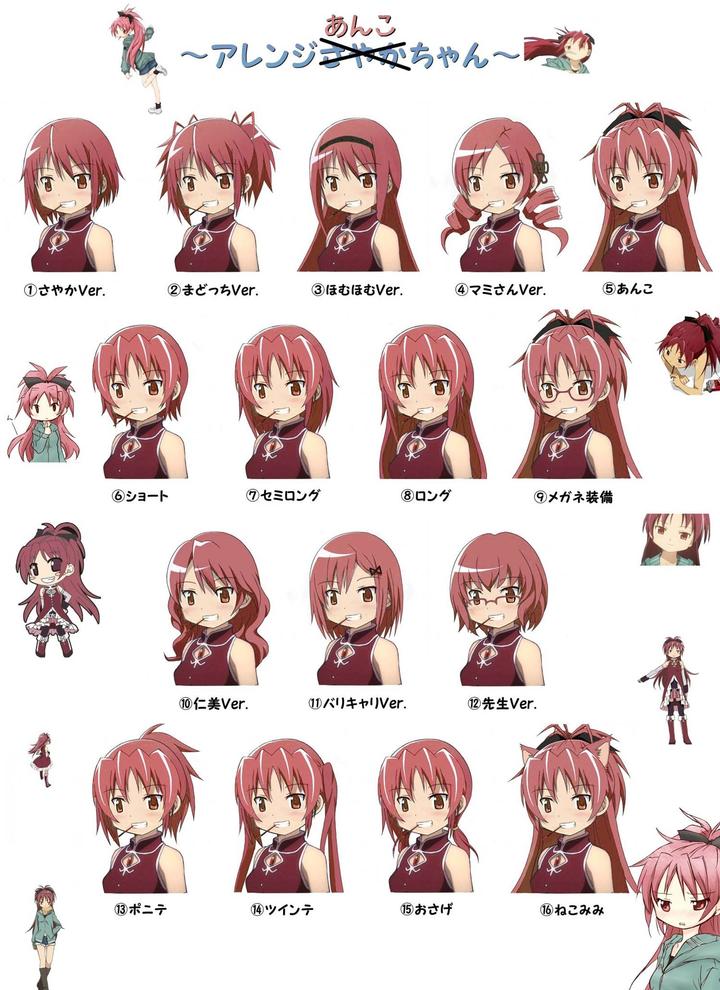 あんこ
～アレンジさやかちゃん～
①さやかVer.
②まどっちVer.
③ほむほむVer.
④マミさんVer.
⑤あんこ
⑥ショート
⑦セミロング
⑧ロング
⑨メガネ装備
⑩仁美Ver.
⑪バリキャリVer.
⑫先生Ver.
⑬ポニテ
⑭ツインテ
⑮おさげ
⑯ねこみみ